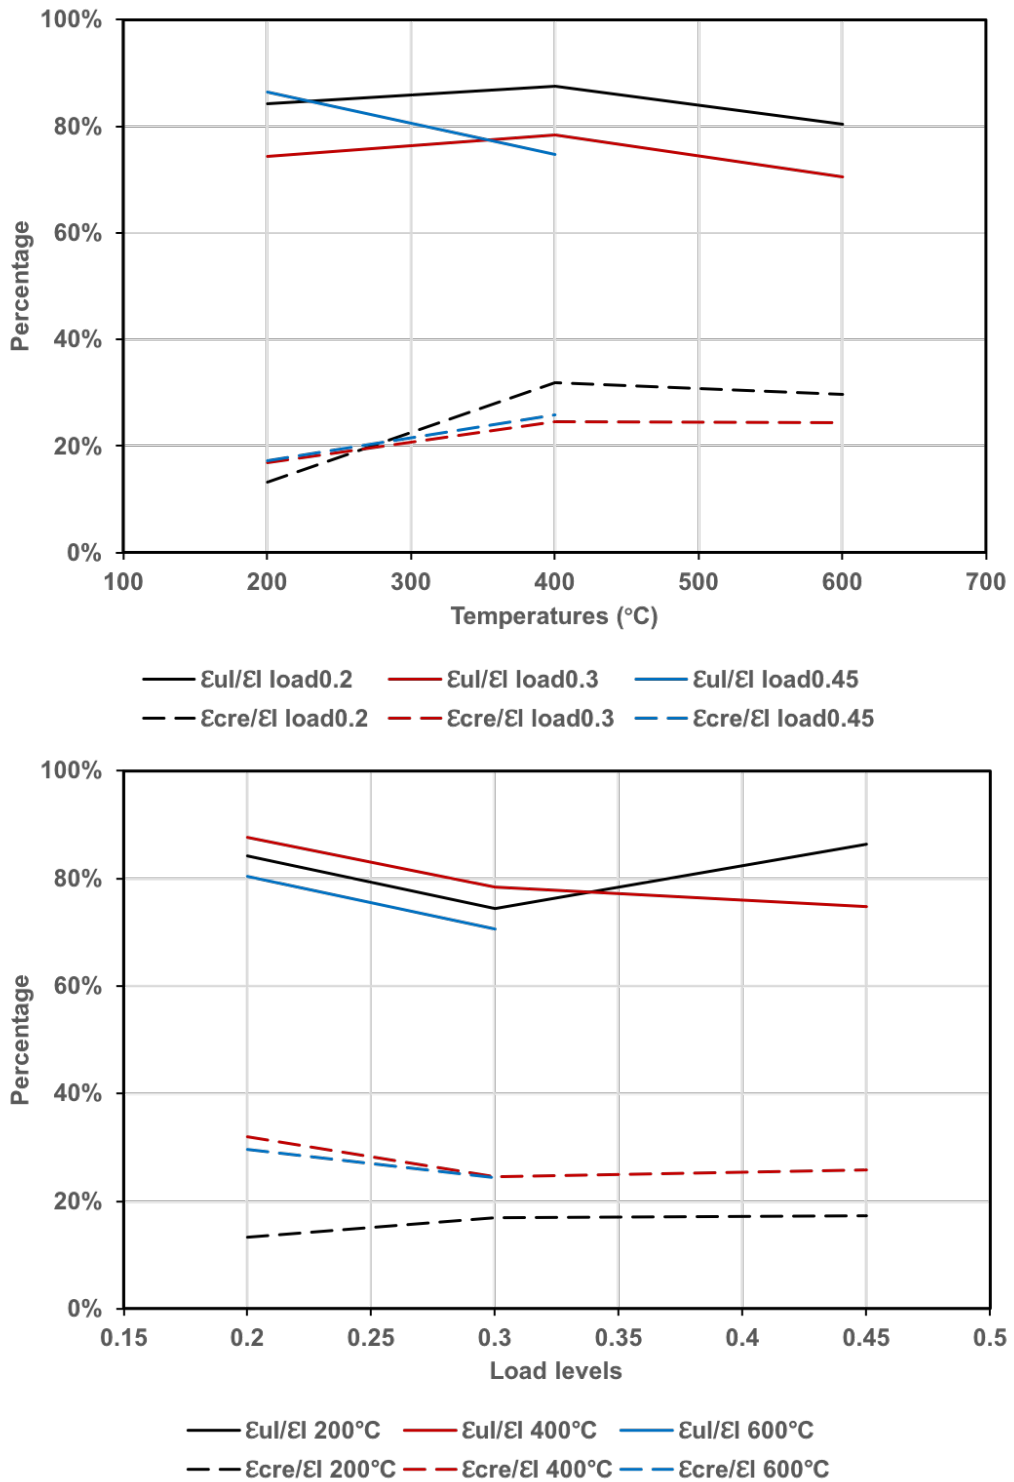 100%
80%
60%
40%
20%
0%
Percentage
100 200 300 400 500 600 700
Temperatures (°C)
Ɛul/Ɛl load0.2 Ɛul/Ɛl load0.3 Ɛul/Ɛl load0.45
Ɛcre/Ɛl load0.2 Ɛcre/Ɛl load0.3 Ɛcre/Ɛl load0.45
100%
80%
60%
40%
20%
0%
Percentage
0.15 0.2 0.25 0.3 0.35 0.4 0.45 0.5
Load levels
Ɛul/Ɛl 200°C Ɛul/Ɛl 400°C Ɛul/Ɛl 600°C
Ɛcre/Ɛl 200°C Ɛcre/Ɛl 400°C Ɛcre/Ɛl 600°C